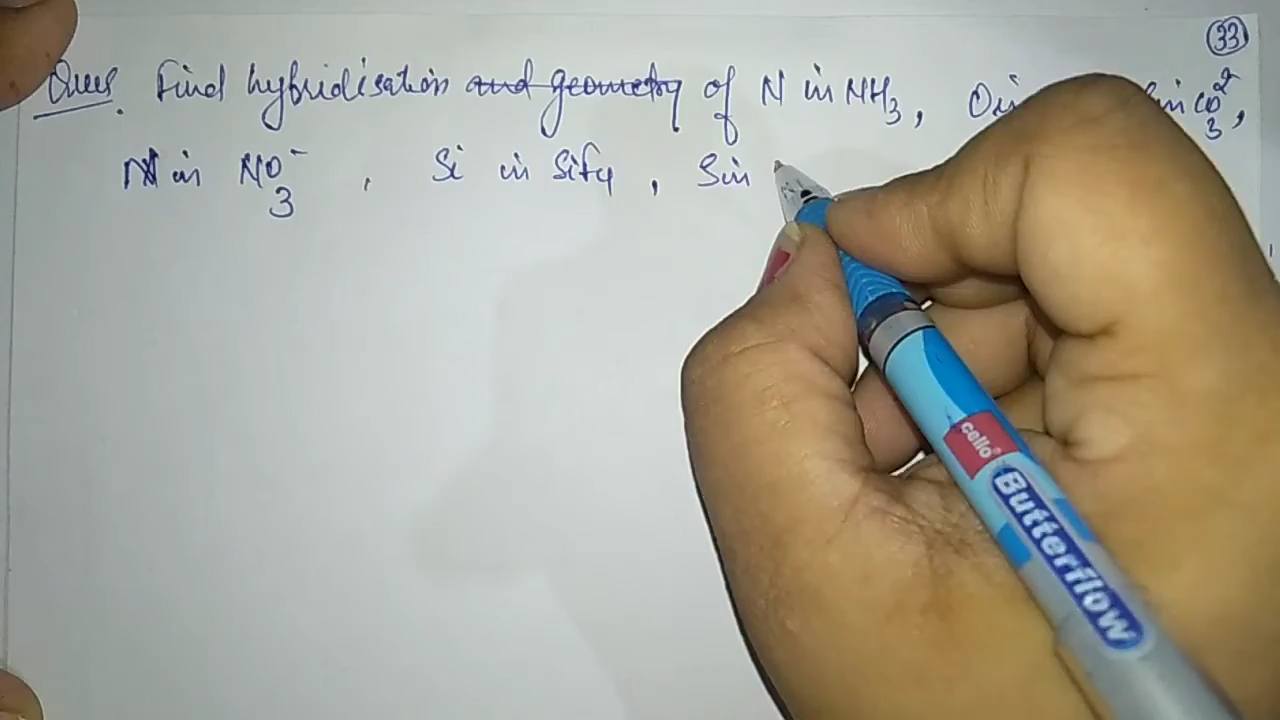 33
Ques. Find hybridisation and geometry of N in NH3, O in in CO3^2,
N in NO3^-, Si in SiF4, S in
cello
Butterflow